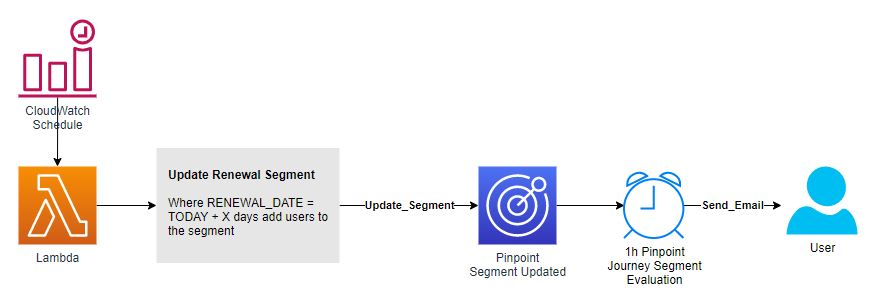 CloudWatch
Schedule
Update Renewal Segment
Where RENEWAL_DATE =
TODAY + X days add users to
the segment
Lambda
Update_Segment
Pinpoint
Segment Updated
1h Pinpoint
Journey Segment
Evaluation
Send_Email
User